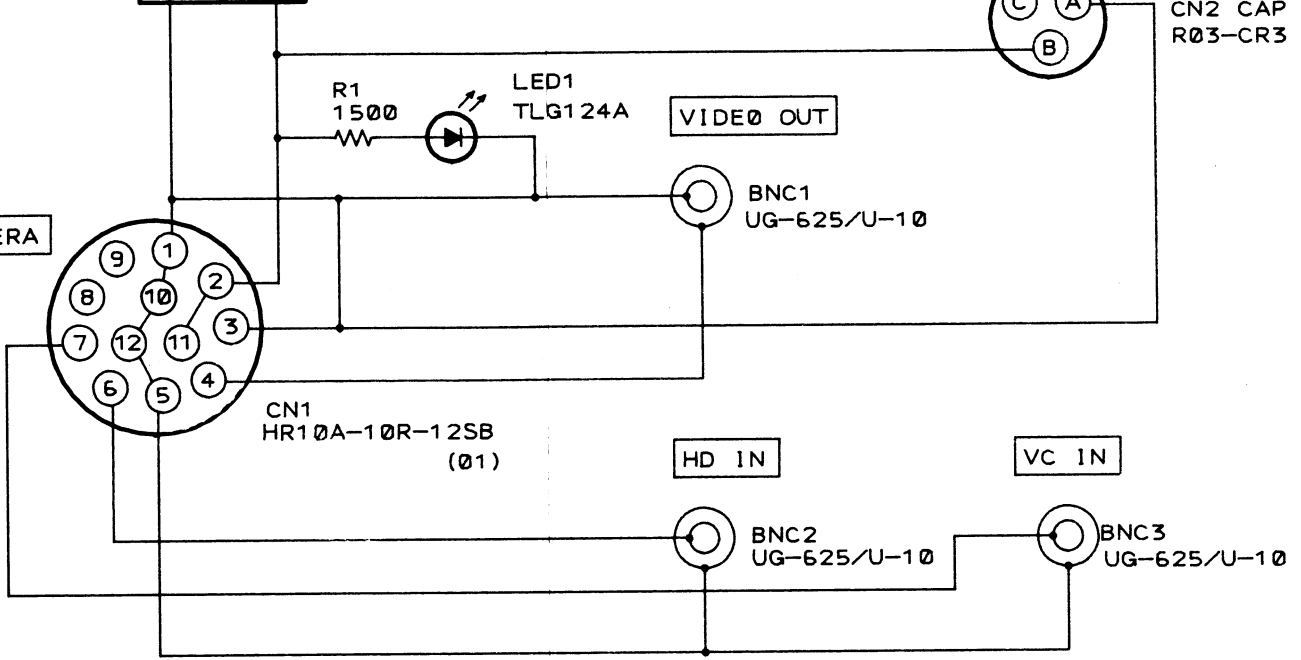 C A
CN2 CAP
R03-CR3
B
R1
1500
LED1
TLG124A
VIDEO OUT
BNC1
UG-625/U-10
ERA
9 1
8 10 2
7 12 11 3
6 5 4
CN1
HR10A-10R-12SB
(01)
HD IN
VC IN
BNC2
UG-625/U-10
BNC3
UG-625/U-10